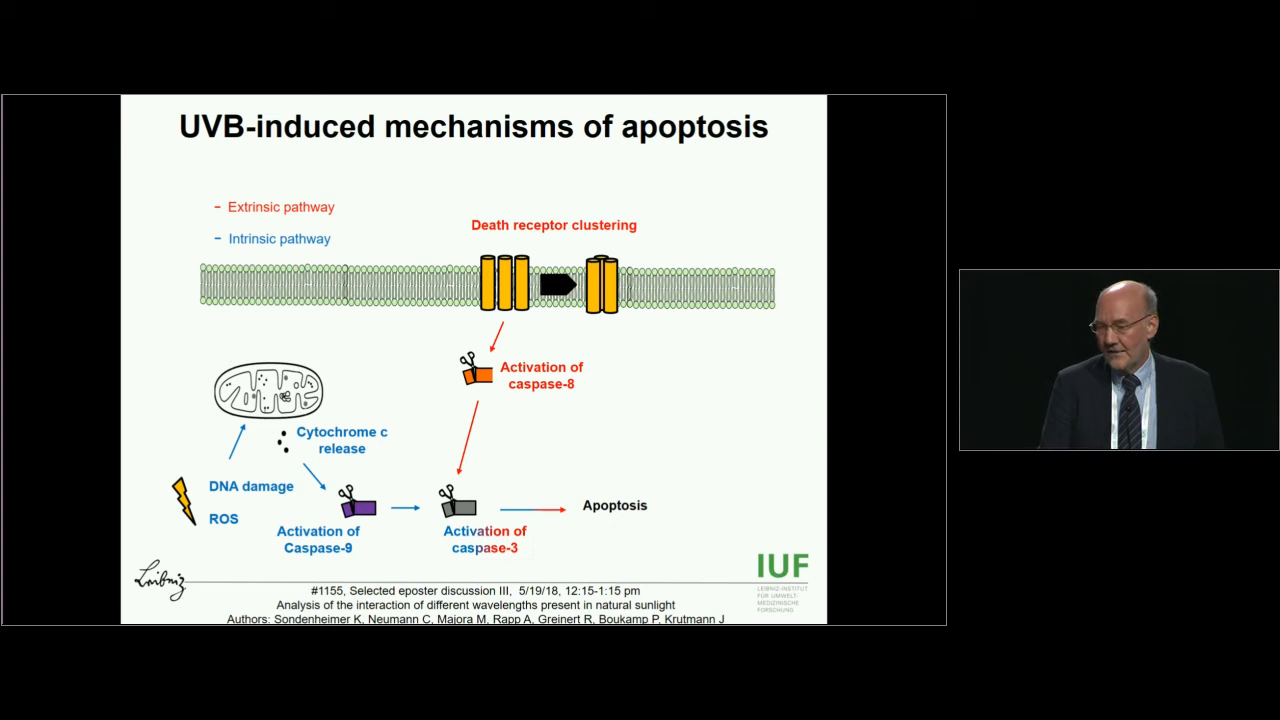 UVB-induced mechanisms of apoptosis
− Extrinsic pathway
− Intrinsic pathway
Death receptor clustering
Activation of
caspase-8
Cytochrome c
release
DNA damage
ROS
Activation of
Caspase-9
Activation of
caspase-3
Apoptosis
Leibniz
IUF
LEIBNIZ-INSTITUT
FÜR UMWELT-
MEDIZINISCHE
FORSCHUNG
#1155, Selected eposter discussion III, 5/19/18, 12:15-1:15 pm
Analysis of the interaction of different wavelengths present in natural sunlight
Authors: Sondenheimer K, Neumann C, Majora M, Rapp A, Greinert R, Boukamp P, Krutmann J